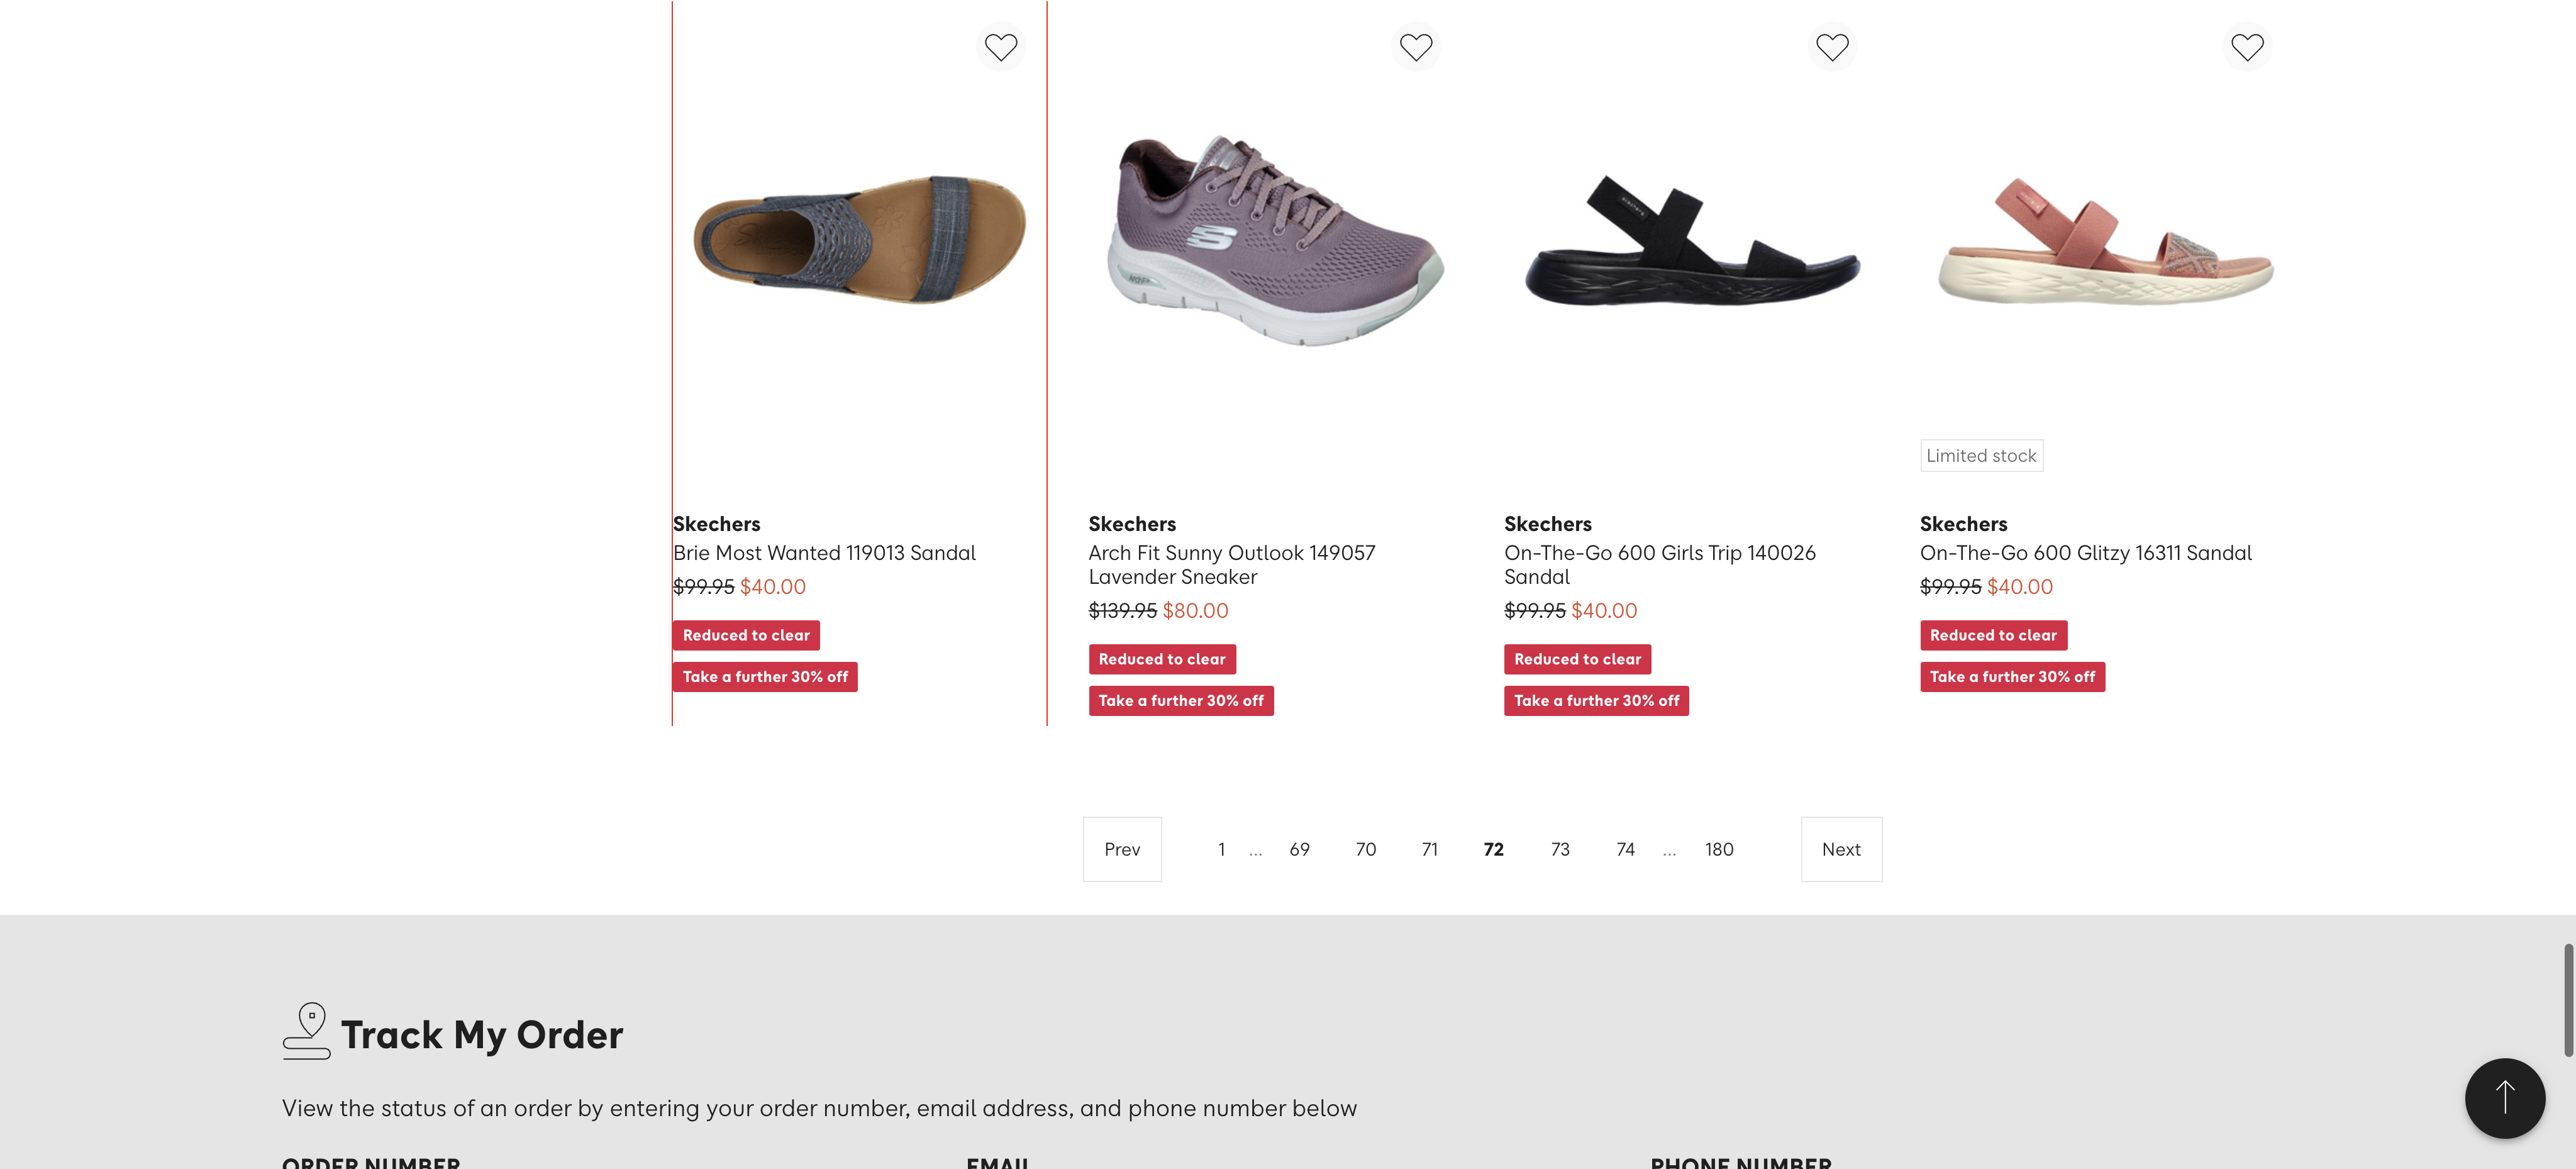 Limited stock
Skechers
Brie Most Wanted 119013 Sandal
$99.95 $40.00
Reduced to clear
Take a further 30% off
Skechers
Arch Fit Sunny Outlook 149057
Lavender Sneaker
$139.95 $80.00
Reduced to clear
Take a further 30% off
Skechers
On-The-Go 600 Girls Trip 140026
Sandal
$99.95 $40.00
Reduced to clear
Take a further 30% off
Skechers
On-The-Go 600 Glitzy 16311 Sandal
$99.95 $40.00
Reduced to clear
Take a further 30% off
Prev 1 ... 69 70 71 72 73 74 ... 180 Next
Track My Order
View the status of an order by entering your order number, email address, and phone number below
ORDER NUMBER EMAIL PHONE NUMBER